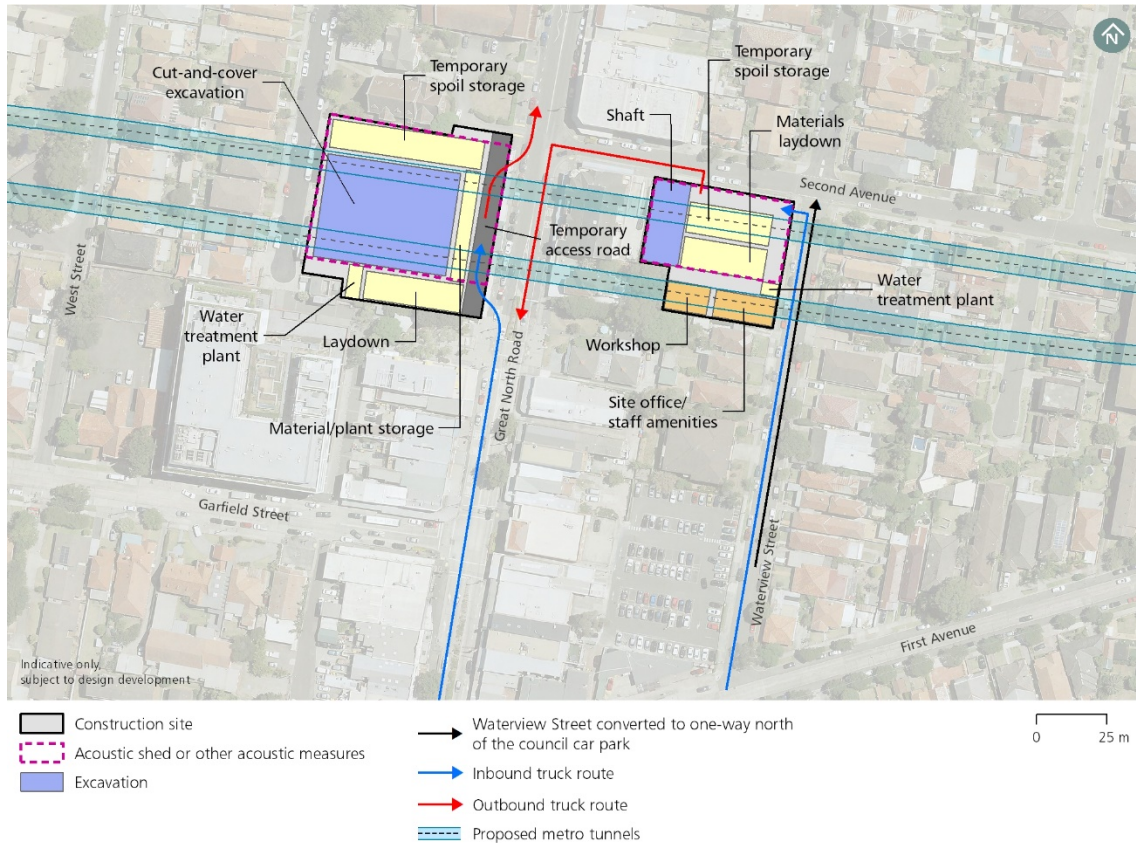 N
Cut-and-cover
excavation
Temporary
spoil storage
Temporary
spoil storage
Shaft
Materials
laydown
Second Avenue
Temporary
access road
West Street
Water
treatment
plant
Laydown
Water
treatment plant
Workshop
Great North Road
Material/plant storage
Site office/
staff amenities
Garfield Street
Waterview Street
First Avenue
Indicative only,
subject to design development
Construction site
Acoustic shed or other acoustic measures
Excavation
Waterview Street converted to one-way north
of the council car park
Inbound truck route
Outbound truck route
Proposed metro tunnels
0 25 m